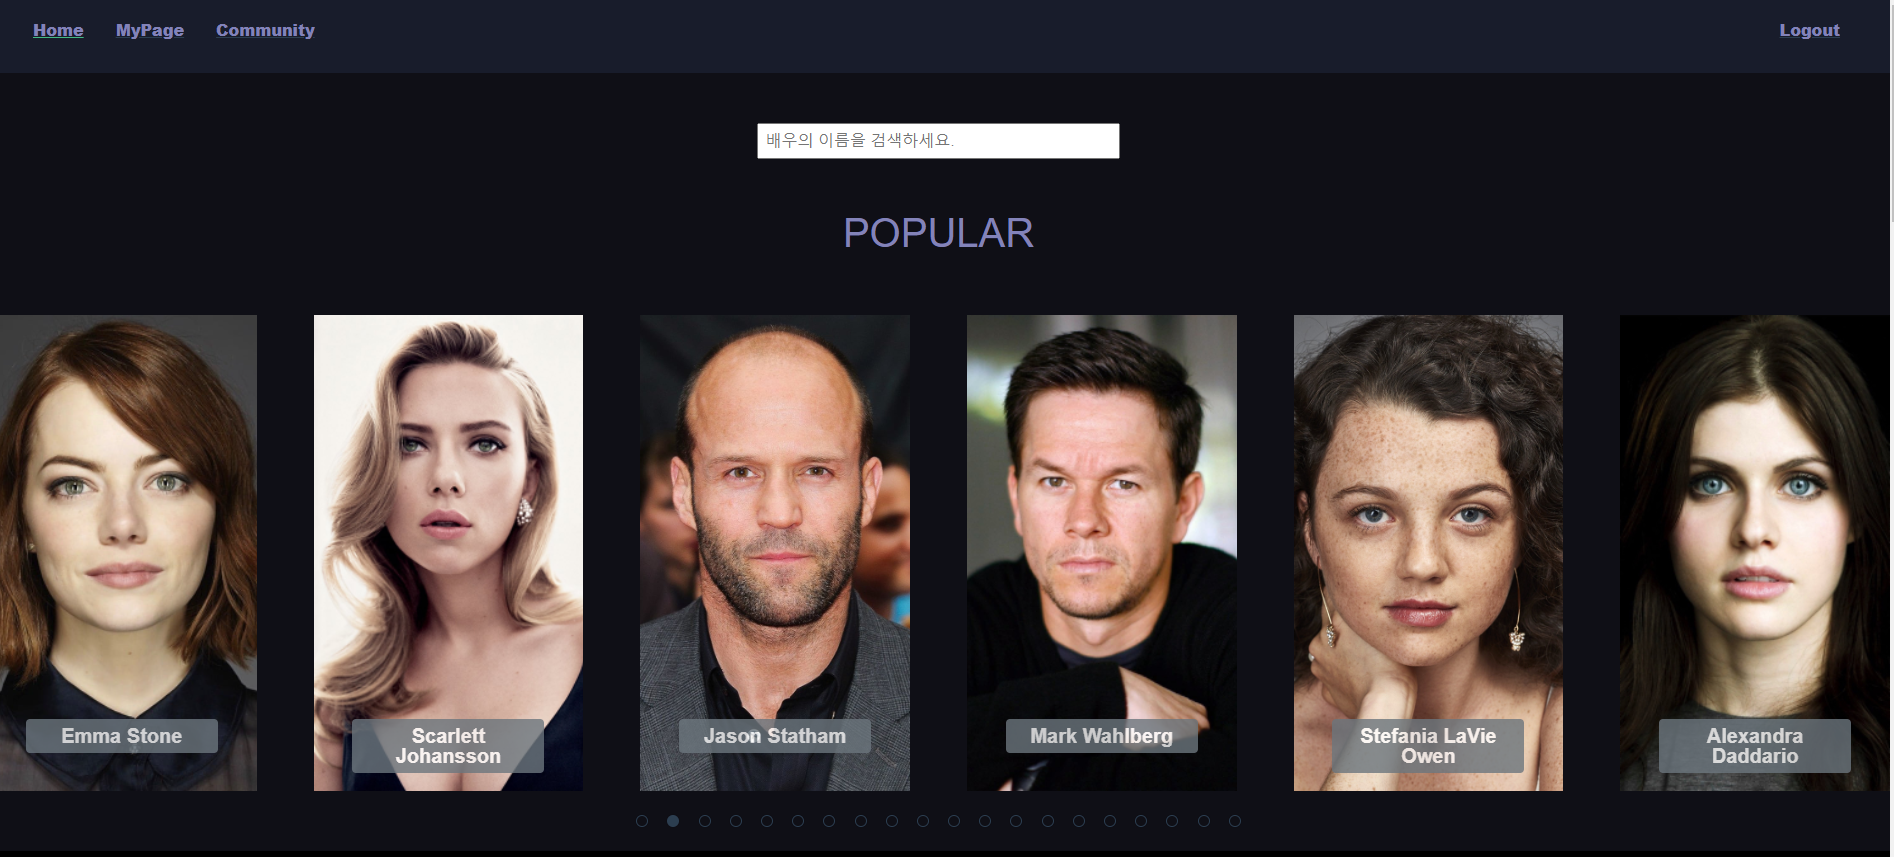 Home MyPage Community Logout
배우의 이름을 검색하세요.
POPULAR
Emma Stone
Scarlett
Johansson
Jason Statham
Mark Wahlberg
Stefania LaVie
Owen
Alexandra
Daddario